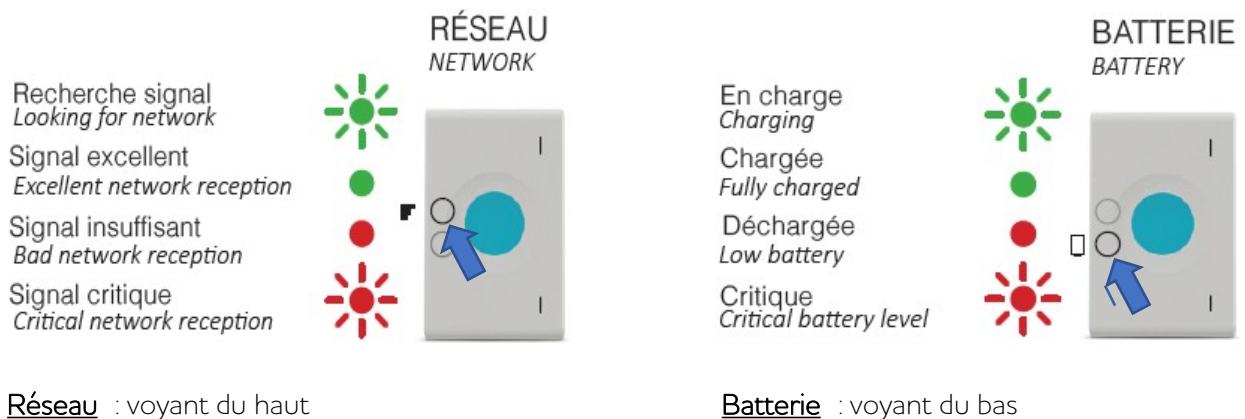 RÉSEAU
NETWORK
Recherche signal
Looking for network
Signal excellent
Excellent network reception
Signal insuffisant
Bad network reception
Signal critique
Critical network reception
BATTERIE
BATTERY
En charge
Charging
Chargée
Fully charged
Déchargée
Low battery
Critique
Critical battery level
Réseau : voyant du haut
Batterie : voyant du bas